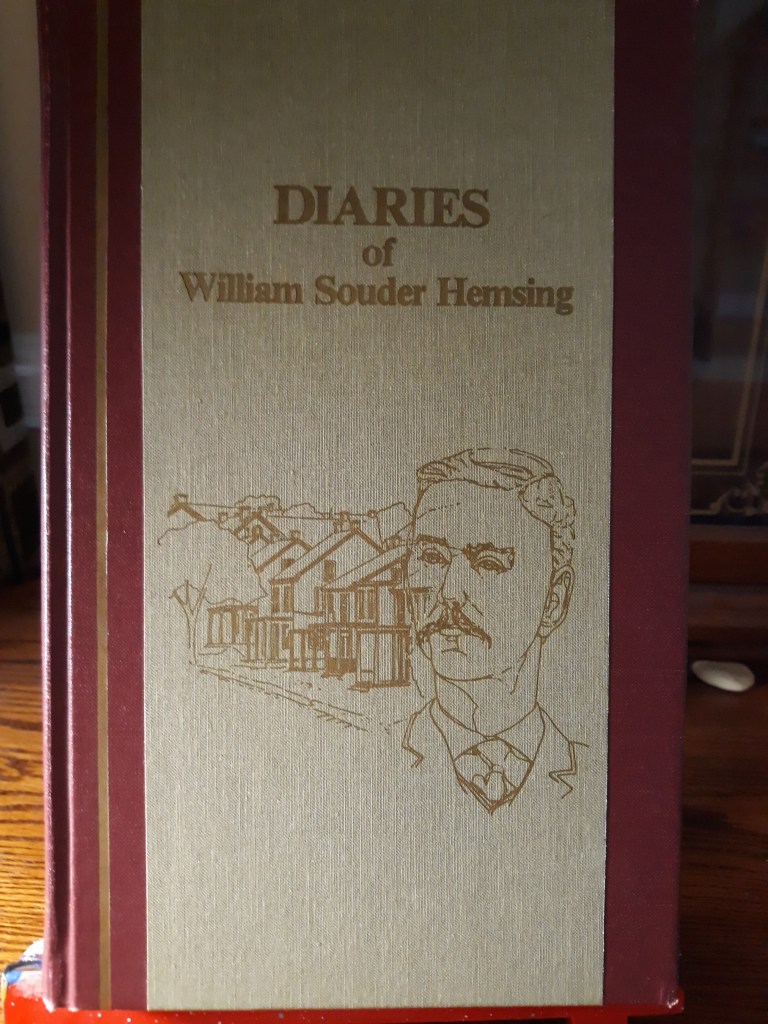 DIARIES
of
William Souder Hemsing